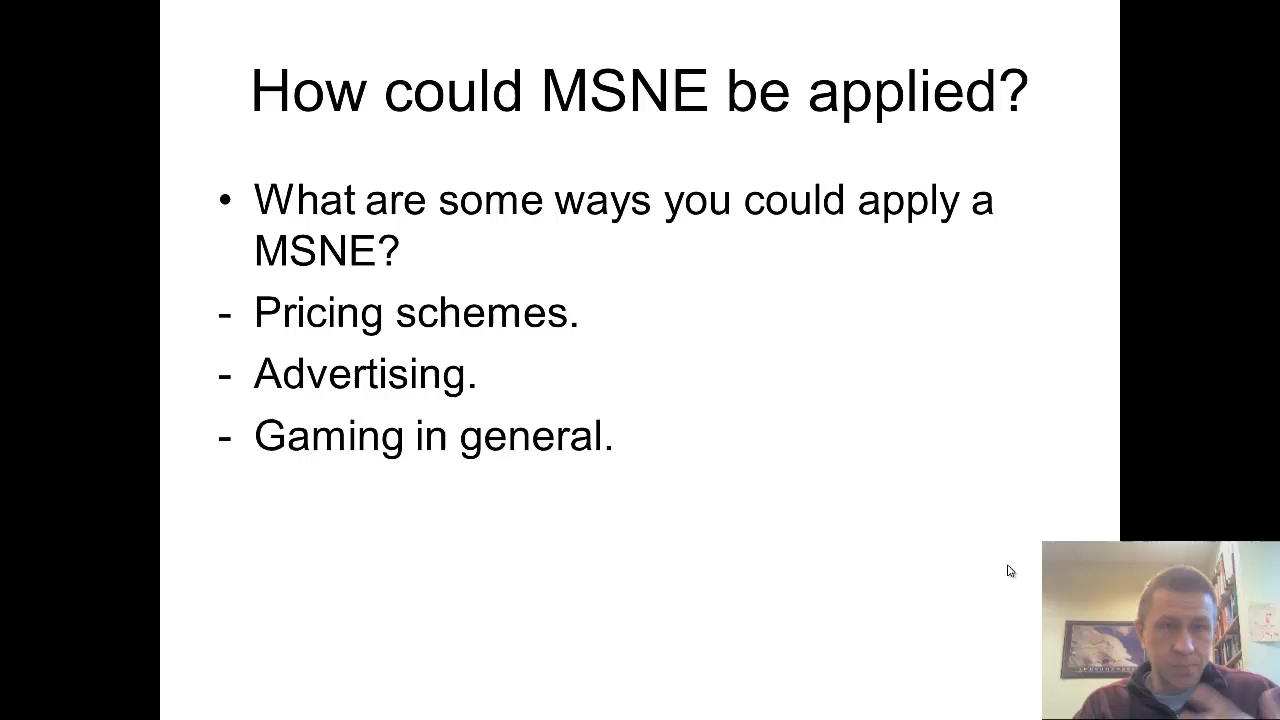 How could MSNE be applied?
• What are some ways you could apply a
MSNE?
- Pricing schemes.
- Advertising.
- Gaming in general.